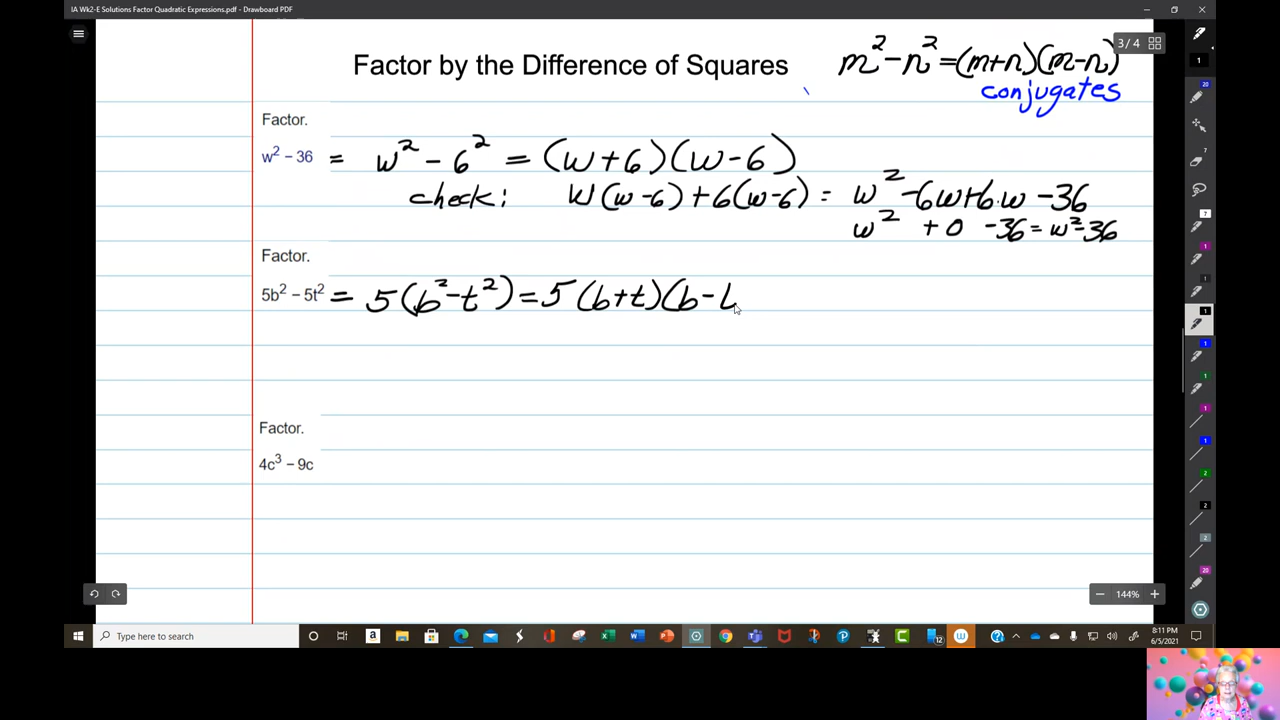 IA Wk2-E Solutions Factor Quadratic Expressions.pdf - Drawboard PDF
3 / 4
Factor by the Difference of Squares
m² - n² = (m+n)(m-n)
conjugates
Factor.
w² – 36 = w² - 6² = (w+6)(w-6)
check: w(w-6) + 6(w-6) = w² - 6w + 6·w - 36
w² + 0 - 36 = w² - 36
Factor.
5b² – 5t² = 5(b² - t²) = 5(b+t)(b-
Factor.
4c³ – 9c
144%
Type here to search
8:11 PM
6/5/2021